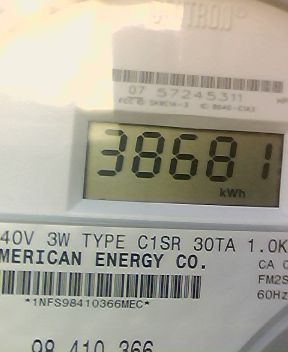 07 57245311
38681
kWh
40V 3W TYPE C1SR 30TA 1.0K
MERICAN ENERGY CO.
CA 0
FM2S
60Hz
*1NFS98410366MEC*
98 410 366